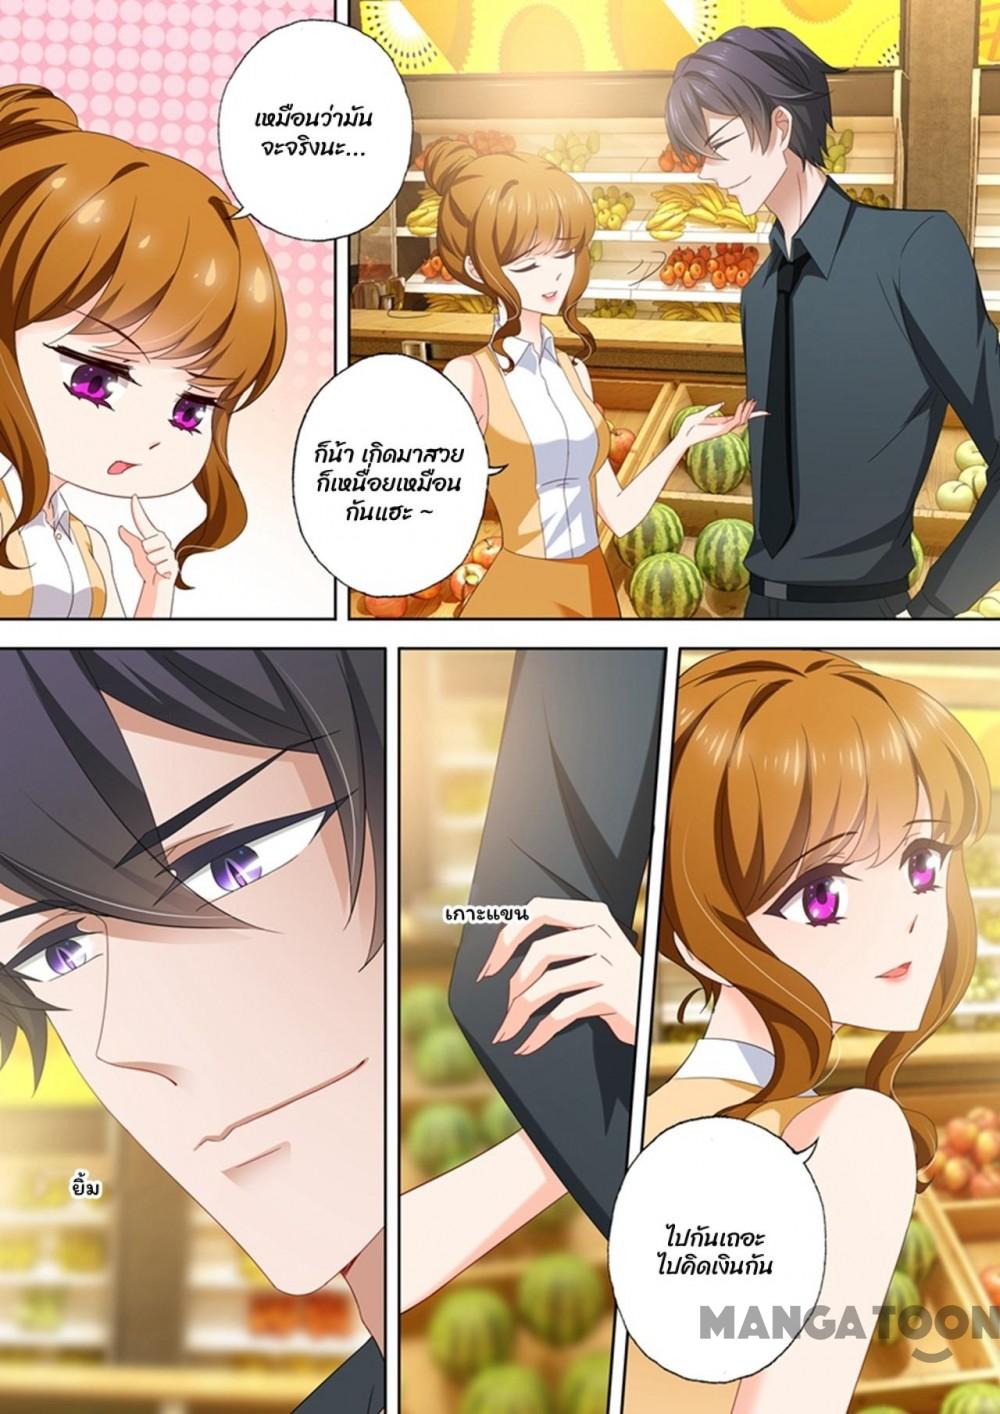 เหมือนว่ามัน
จะจริงนะ...
ก็น้า เกิดมาสวย
ก็เหนื่อยเหมือน
กันแฮะ ~
เกาะแขน
ยิ้ม
ไปกันเถอะ
ไปคิดเงินกัน
MANGATOON